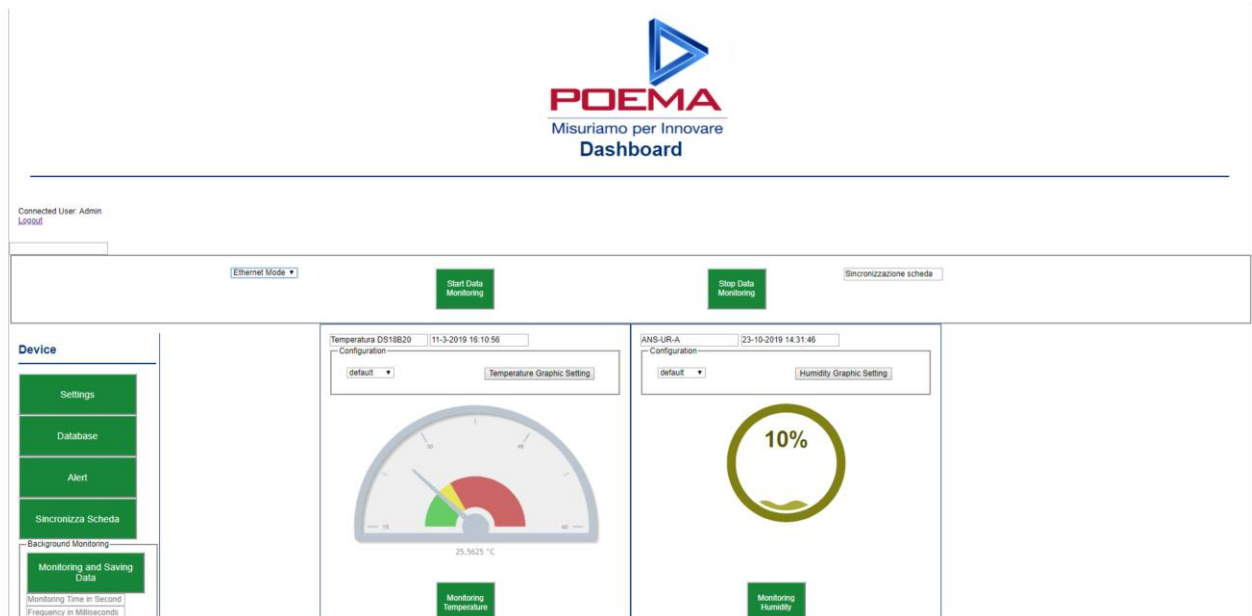 POEMA
Misuriamo per Innovare
Dashboard
Connected User: Admin
Logout
Ethernet Mode
Start Data
Monitoring
Stop Data
Monitoring
Sincronizzazione scheda
Device
Settings
Database
Alert
Sincronizza Scheda
Background Monitoring
Monitoring and Saving
Data
Monitoring Time in Second
Frequency in Milliseconds
Temperatura DS18B20 11-3-2019 16:10:56
Configuration
default Temperature Graphic Setting
25.5625 °C
Monitoring
Temperature
ANS-UR-A 23-10-2019 14:31:46
Configuration
default Humidity Graphic Setting
10%
Monitoring
Humidity